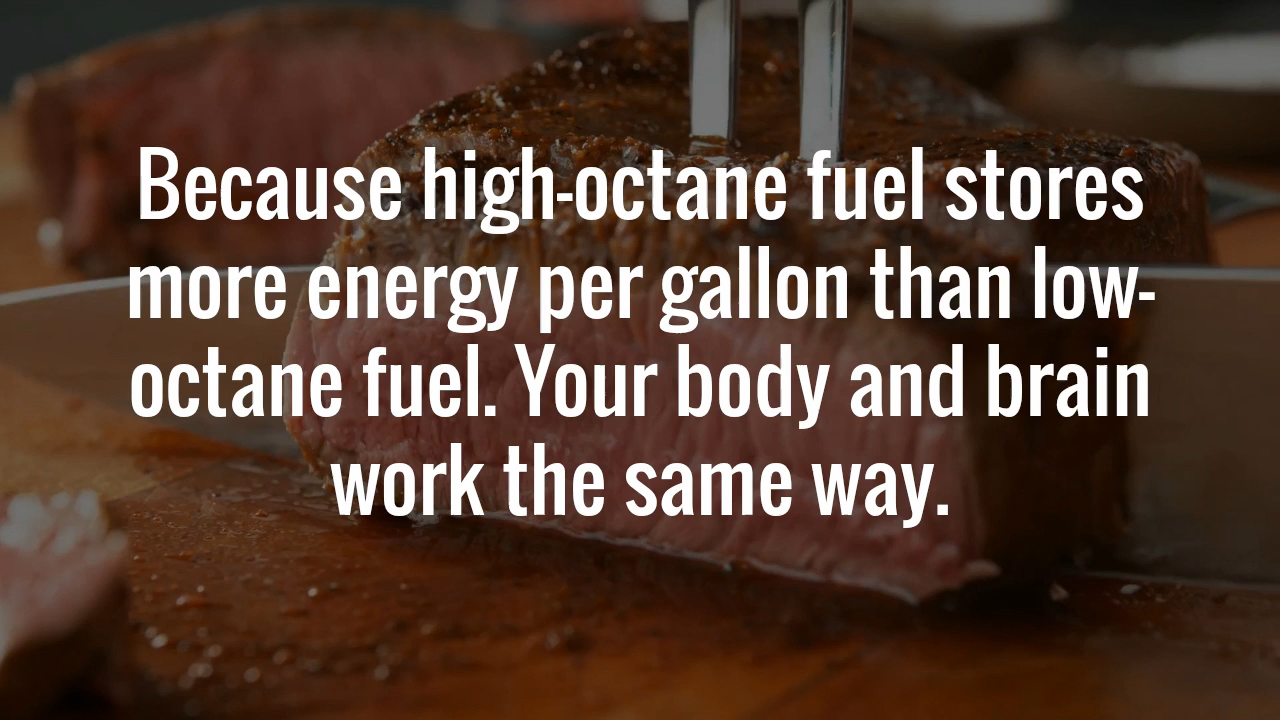 Because high-octane fuel stores
more energy per gallon than low-
octane fuel. Your body and brain
work the same way.